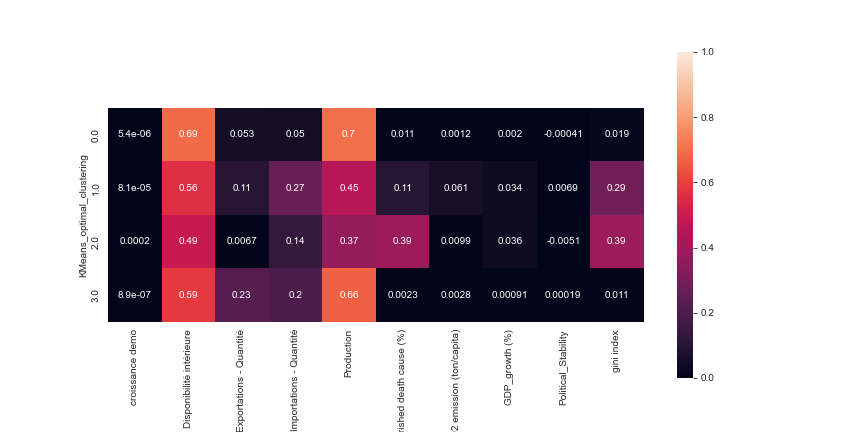 1.0
0.8
0.6
0.4
0.2
0.0
KMeans_optimal_clustering
0.0 5.4e-06 0.69 0.053 0.05 0.7 0.011 0.0012 0.002 -0.00041 0.019
1.0 8.1e-05 0.56 0.11 0.27 0.45 0.11 0.061 0.034 0.0069 0.29
2.0 0.0002 0.49 0.0067 0.14 0.37 0.39 0.0099 0.036 -0.0051 0.39
3.0 8.9e-07 0.59 0.23 0.2 0.66 0.0023 0.0028 0.00091 0.00019 0.011
croissance demo
Disponibilité intérieure
Exportations - Quantité
Importations - Quantité
Production
rished death cause (%)
2 emission (ton/capita)
GDP_growth (%)
Political_Stability
gini index